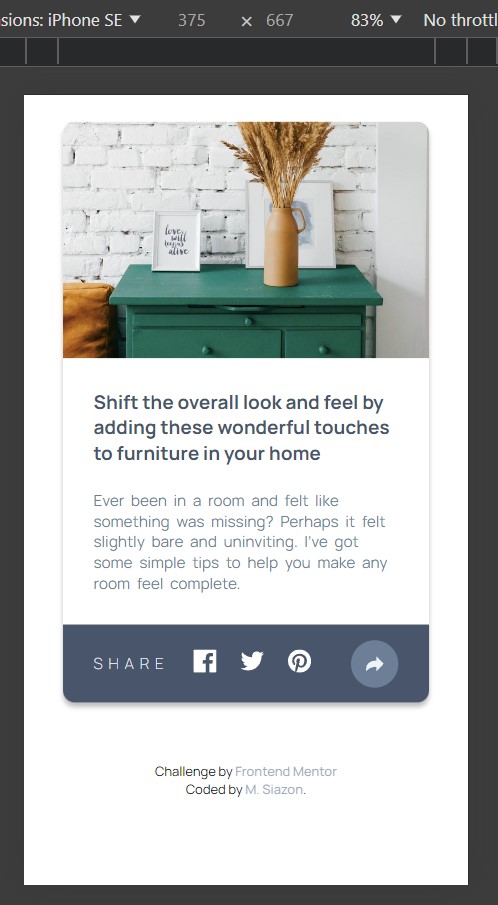 sions: iPhone SE ▼ 375 × 667 83% ▼ No throttl
love
will
begins
alive
Shift the overall look and feel by
adding these wonderful touches
to furniture in your home
Ever been in a room and felt like
something was missing? Perhaps it felt
slightly bare and uninviting. I’ve got
some simple tips to help you make any
room feel complete.
SHARE
Challenge by Frontend Mentor
Coded by M. Siazon.